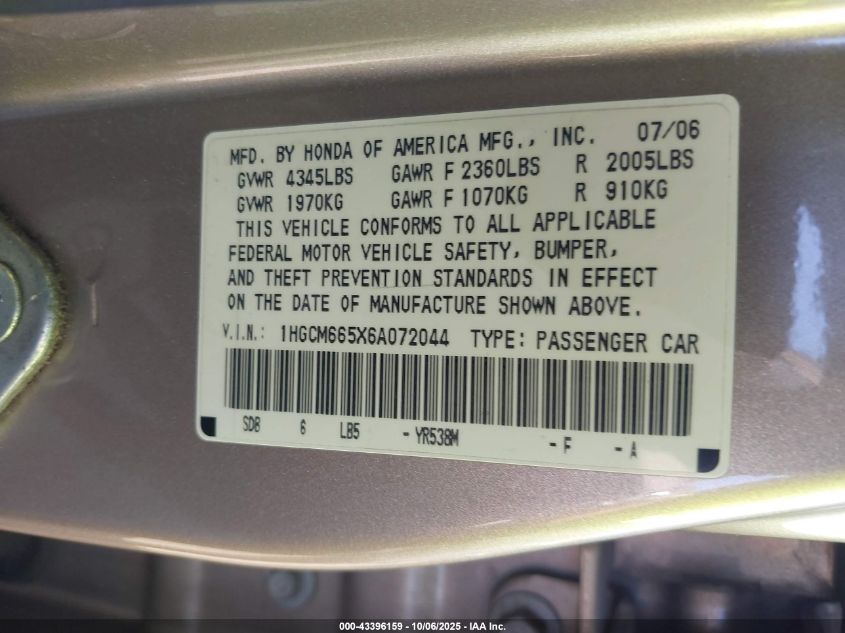 MFD. BY HONDA OF AMERICA MFG., INC. 07/06
GVWR 4345LBS GAWR F 2360LBS R 2005LBS
GVWR 1970KG GAWR F 1070KG R 910KG
THIS VEHICLE CONFORMS TO ALL APPLICABLE
FEDERAL MOTOR VEHICLE SAFETY, BUMPER,
AND THEFT PREVENTION STANDARDS IN EFFECT
ON THE DATE OF MANUFACTURE SHOWN ABOVE.
V.I.N.: 1HGCM665X6A072044 TYPE: PASSENGER CAR
SDB 6 LB5 - YR538M - F - A
000-43396159 - 10/06/2025 - IAA Inc.